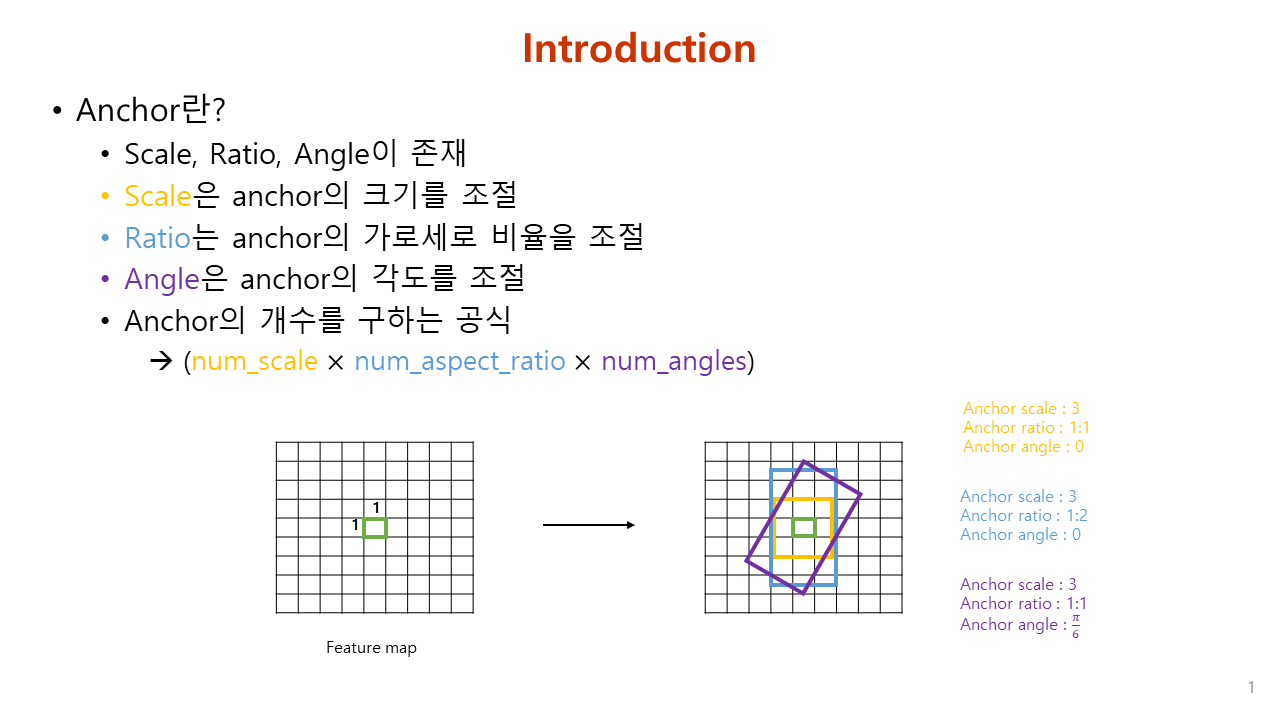 Introduction
• Anchor란?
• Scale, Ratio, Angle이 존재
• Scale은 anchor의 크기를 조절
• Ratio는 anchor의 가로세로 비율을 조절
• Angle은 anchor의 각도를 조절
• Anchor의 개수를 구하는 공식
→ (num_scale × num_aspect_ratio × num_angles)
1
1
Feature map
Anchor scale : 3
Anchor ratio : 1:1
Anchor angle : 0
Anchor scale : 3
Anchor ratio : 1:2
Anchor angle : 0
Anchor scale : 3
Anchor ratio : 1:1
Anchor angle : π/6
1